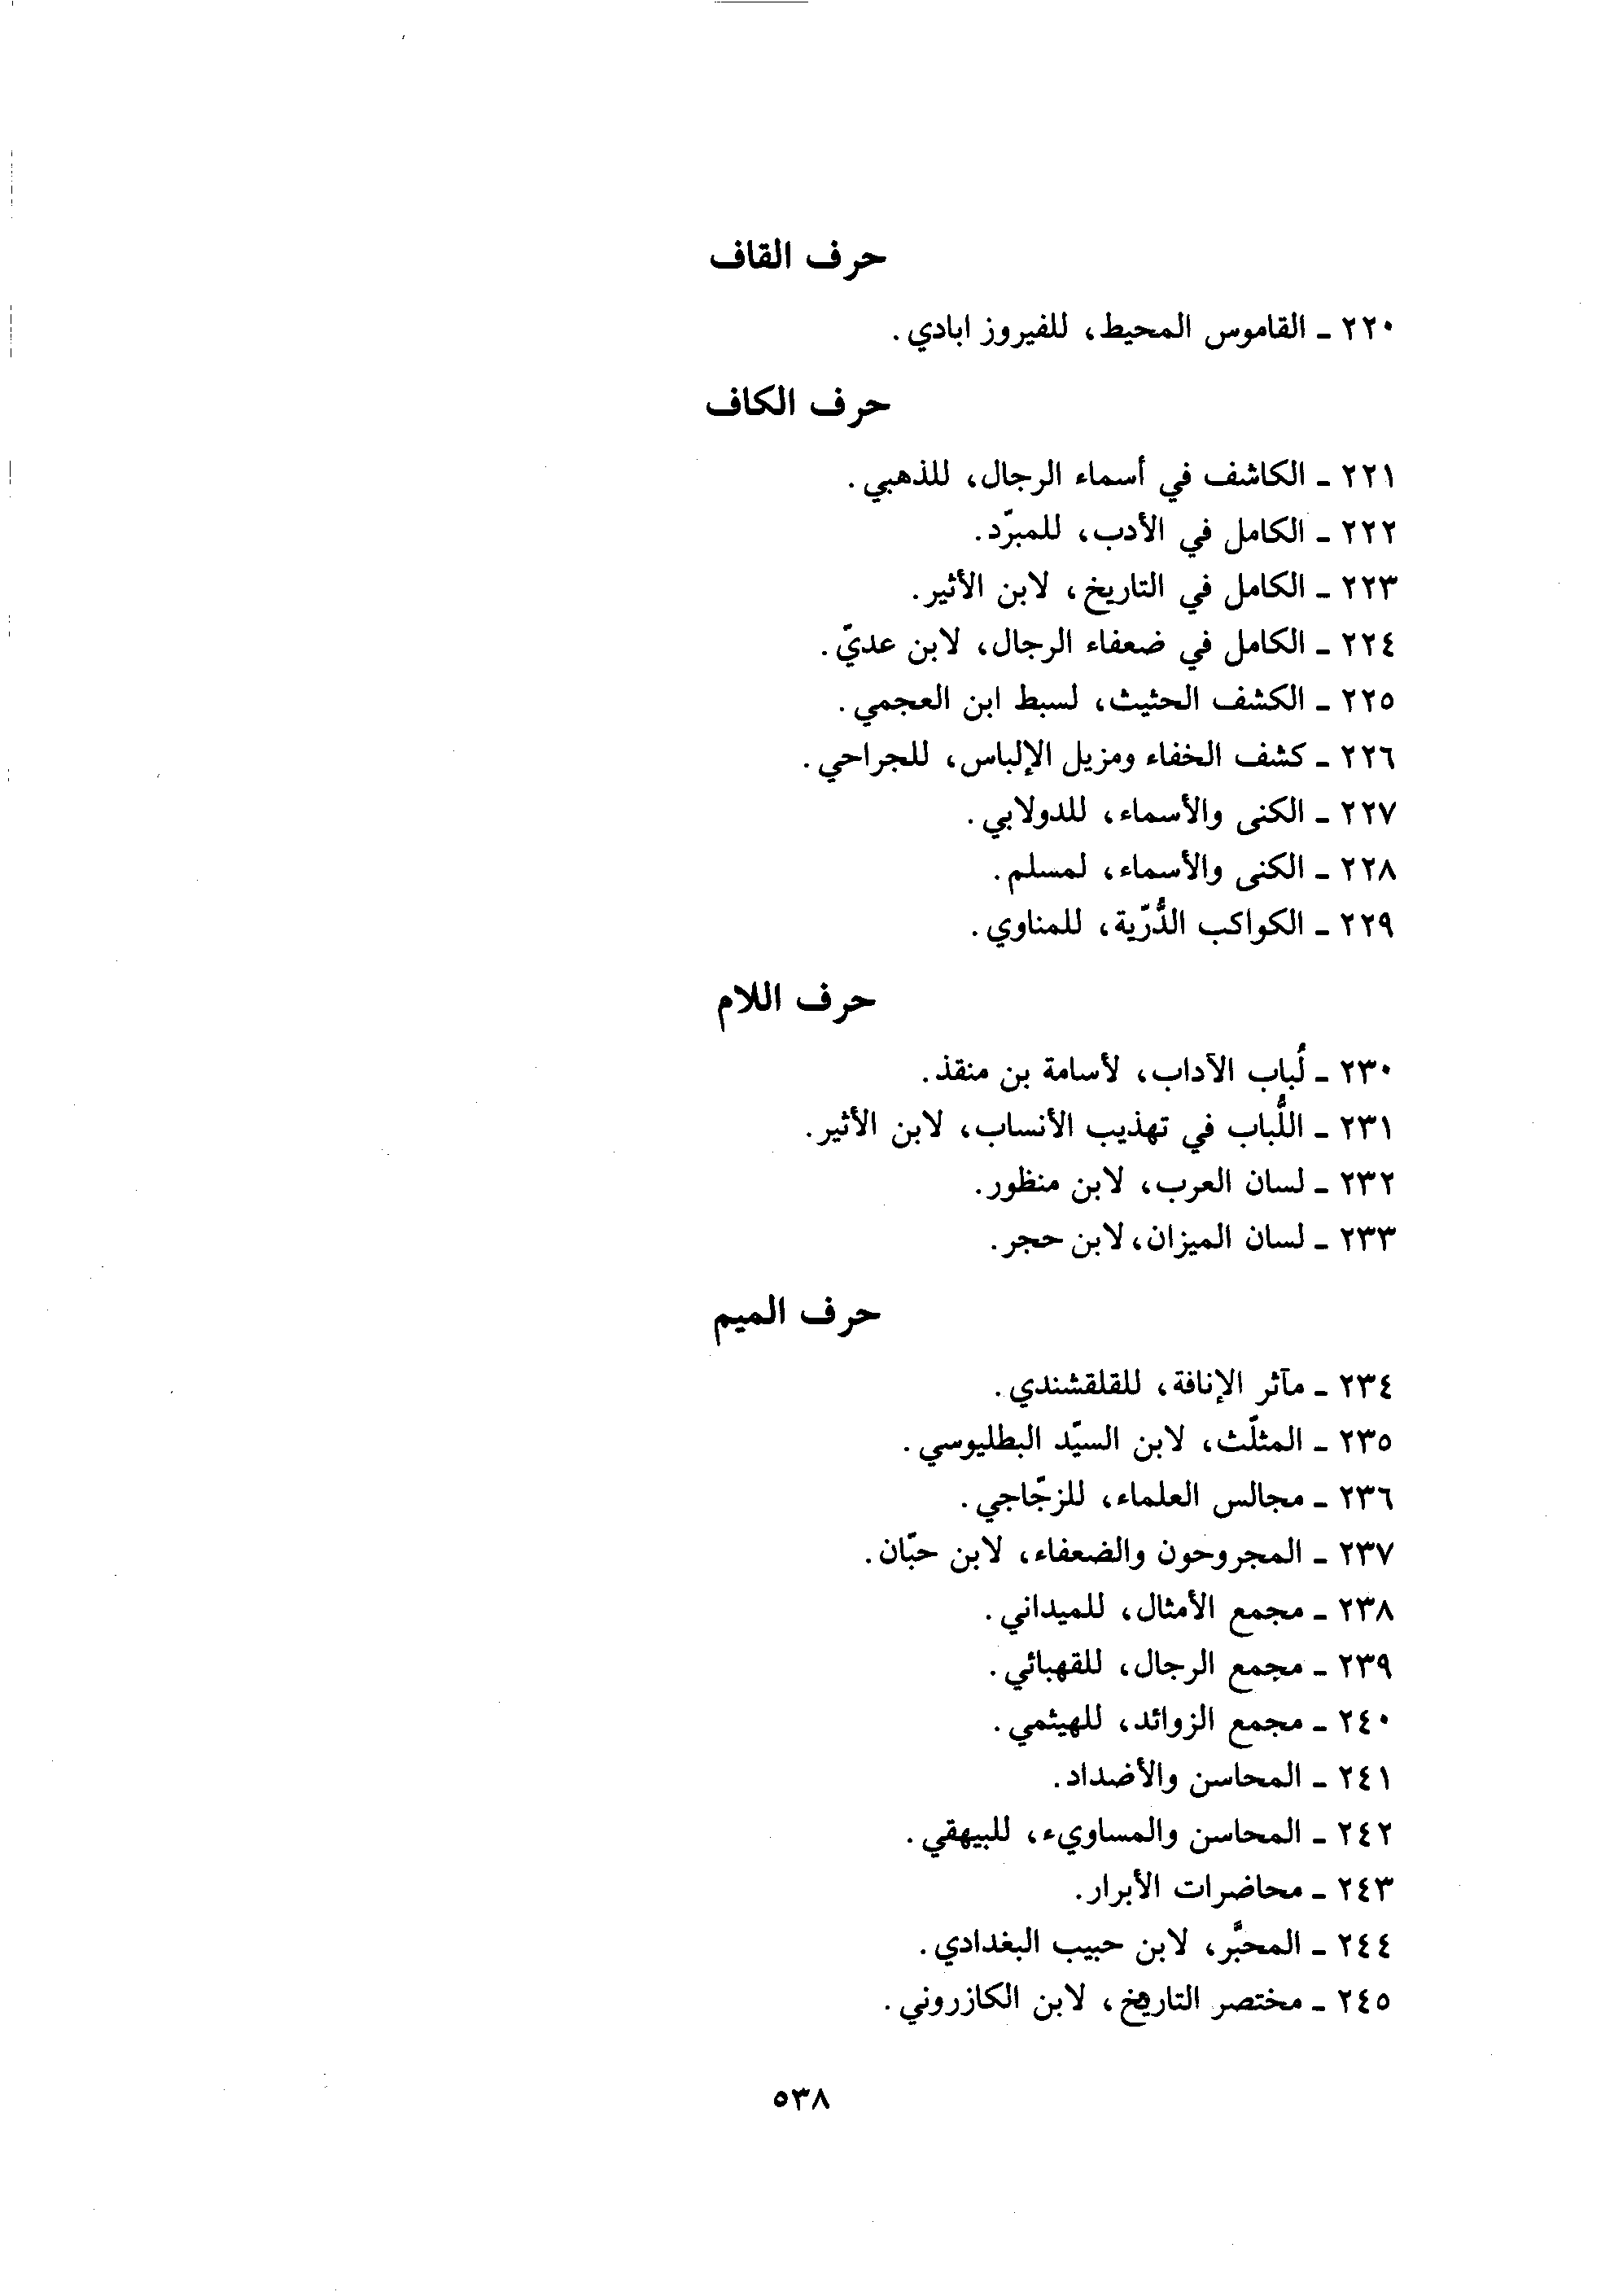 حرف القاف
٢٢٠ - القاموس المحيط، للفيروز ابادي.
حرف الكاف
٢٢١ - الكاشف في أسماء الرجال، للذهبي.
٢٢٢ - الكامل في الأدب، للمبرّد.
٢٢٣ - الكامل في التاريخ، لابن الأثير.
٢٢٤ - الكامل في ضعفاء الرجال، لابن عديّ.
٢٢٥ - الكشف الحثيث، لسبط ابن العجمي.
٢٢٦ - كشف الخفاء ومزيل الإلباس، للجراحي.
٢٢٧ - الكنى والأسماء، للدولابي.
٢٢٨ - الكنى والأسماء، لمسلم.
٢٢٩ - الكواكب الدُّرّية، للمناوي.
حرف اللام
٢٣٠ - لُباب الآداب، لأسامة بن منقذ.
٢٣١ - اللُّباب في تهذيب الأنساب، لابن الأثير.
٢٣٢ - لسان العرب، لابن منظور.
٢٣٣ - لسان الميزان، لابن حجر.
حرف الميم
٢٣٤ - مآثر الإنافة، للقلقشندي.
٢٣٥ - المثلّث، لابن السيّد البطليوسي.
٢٣٦ - مجالس العلماء، للزجّاجي.
٢٣٧ - المجروحون والضعفاء، لابن حبّان.
٢٣٨ - مجمع الأمثال، للميداني.
٢٣٩ - مجمع الرجال، للقهبائي.
٢٤٠ - مجمع الزوائد، للهيثمي.
٢٤١ - المحاسن والأضداد.
٢٤٢ - المحاسن والمساويء، للبيهقي.
٢٤٣ - محاضرات الأبرار.
٢٤٤ - المحبَّر، لابن حبيب البغدادي.
٢٤٥ - مختصر التاريخ، لابن الكازروني.
٥٣٨